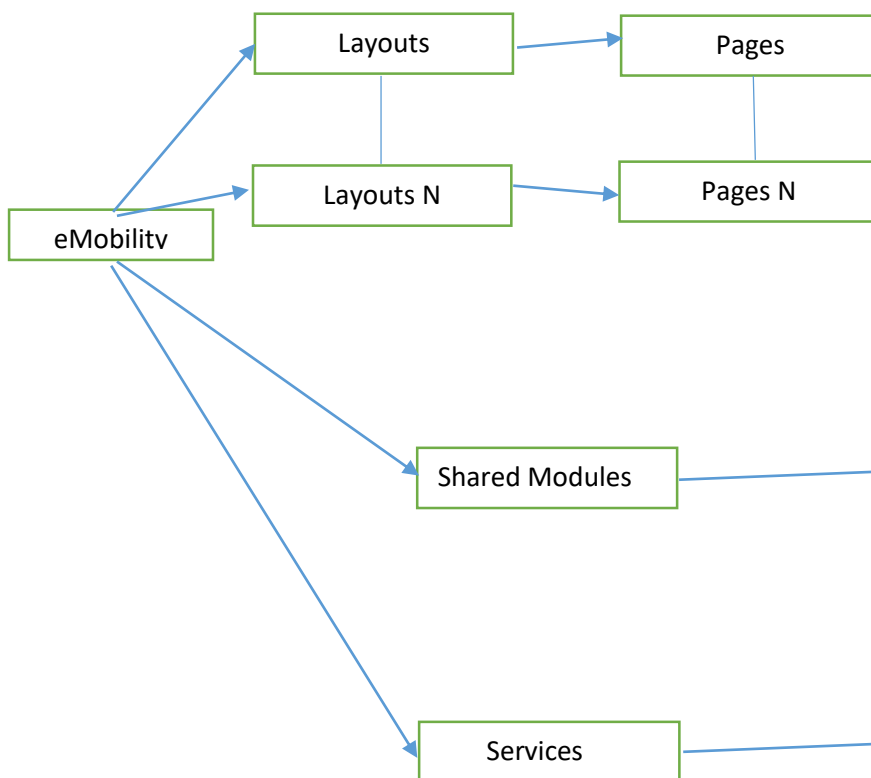 Layouts
Pages
Layouts N
Pages N
eMobility
Shared Modules
Services